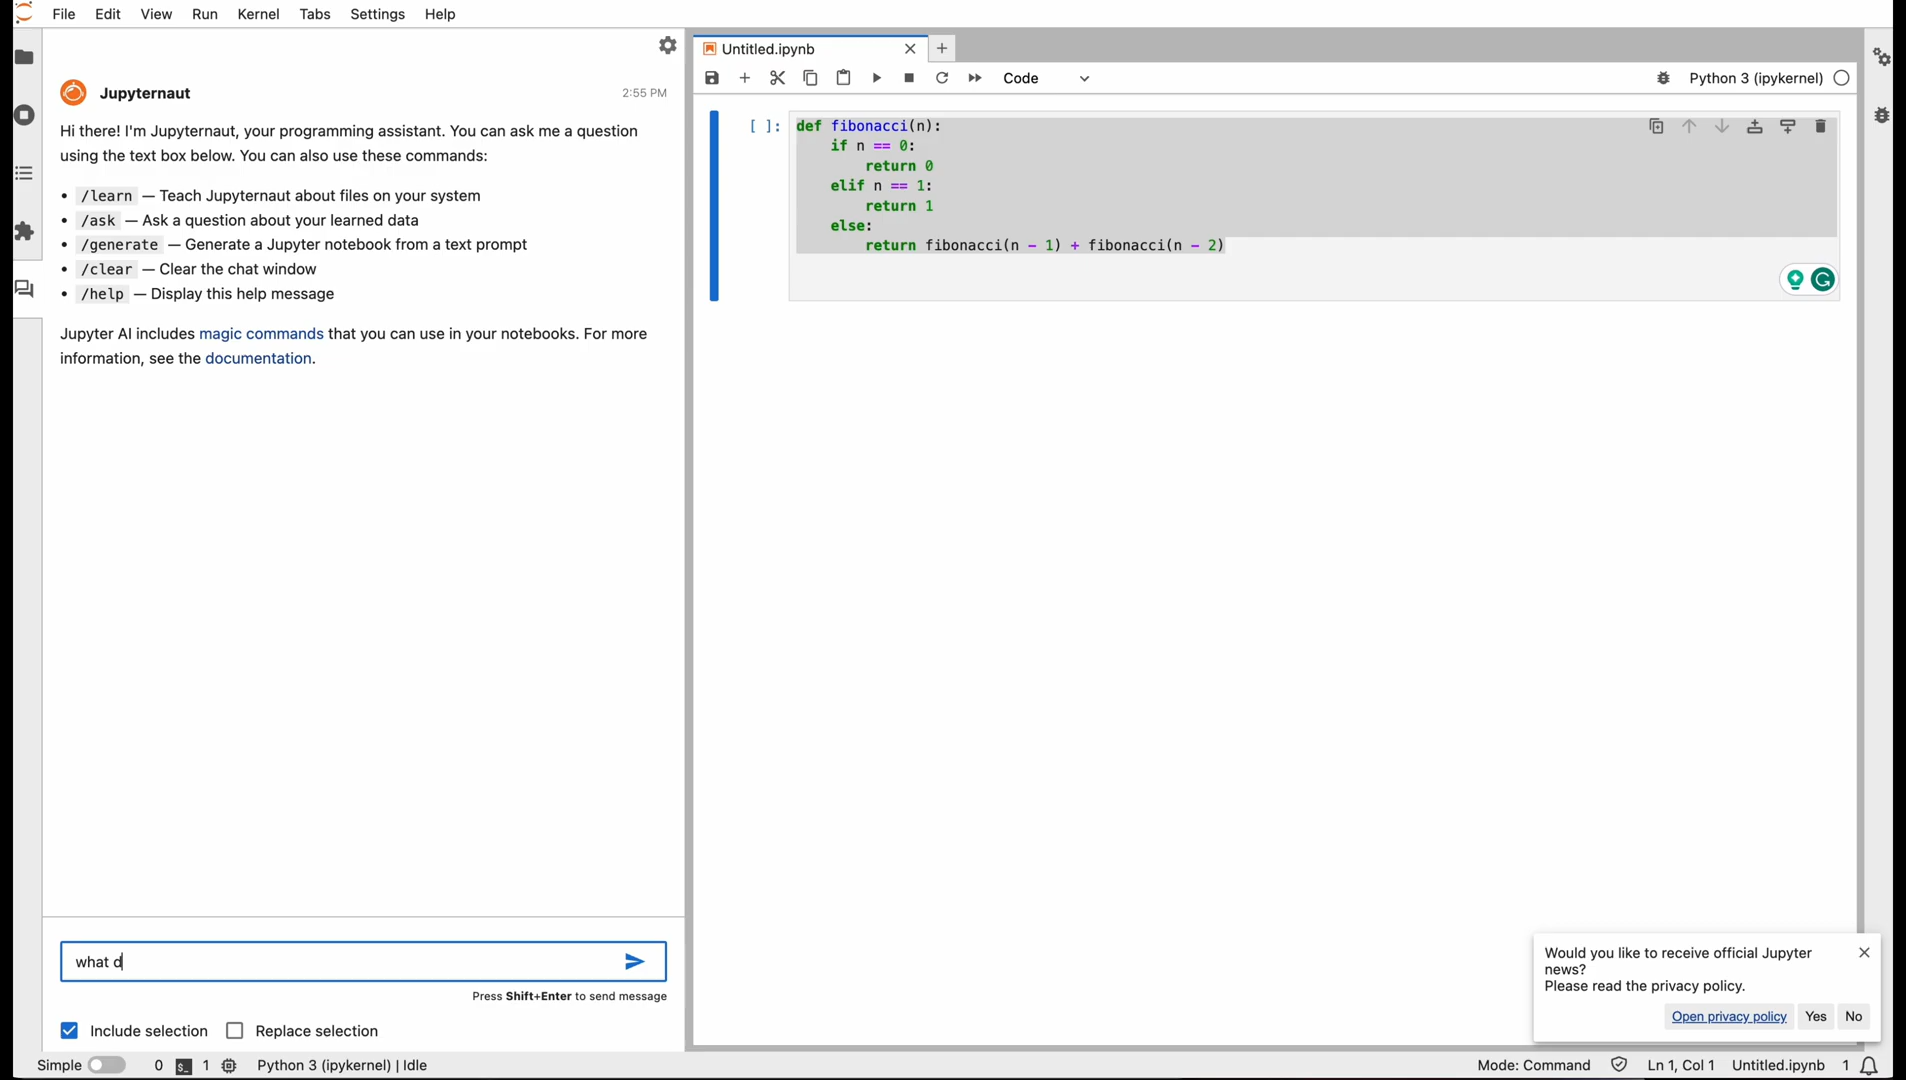 File Edit View Run Kernel Tabs Settings Help
Jupyternaut 2:55 PM
Hi there! I'm Jupyternaut, your programming assistant. You can ask me a question
using the text box below. You can also use these commands:
• /learn — Teach Jupyternaut about files on your system
• /ask — Ask a question about your learned data
• /generate — Generate a Jupyter notebook from a text prompt
• /clear — Clear the chat window
• /help — Display this help message
Jupyter AI includes magic commands that you can use in your notebooks. For more
information, see the documentation.
what d
Press Shift+Enter to send message
Include selection Replace selection
Untitled.ipynb
Code Python 3 (ipykernel)
[ ]: def fibonacci(n):
    if n == 0:
        return 0
    elif n == 1:
        return 1
    else:
        return fibonacci(n - 1) + fibonacci(n - 2)
Would you like to receive official Jupyter
news?
Please read the privacy policy.
Open privacy policy Yes No
Simple 0 1 Python 3 (ipykernel) | Idle Mode: Command Ln 1, Col 1 Untitled.ipynb 1